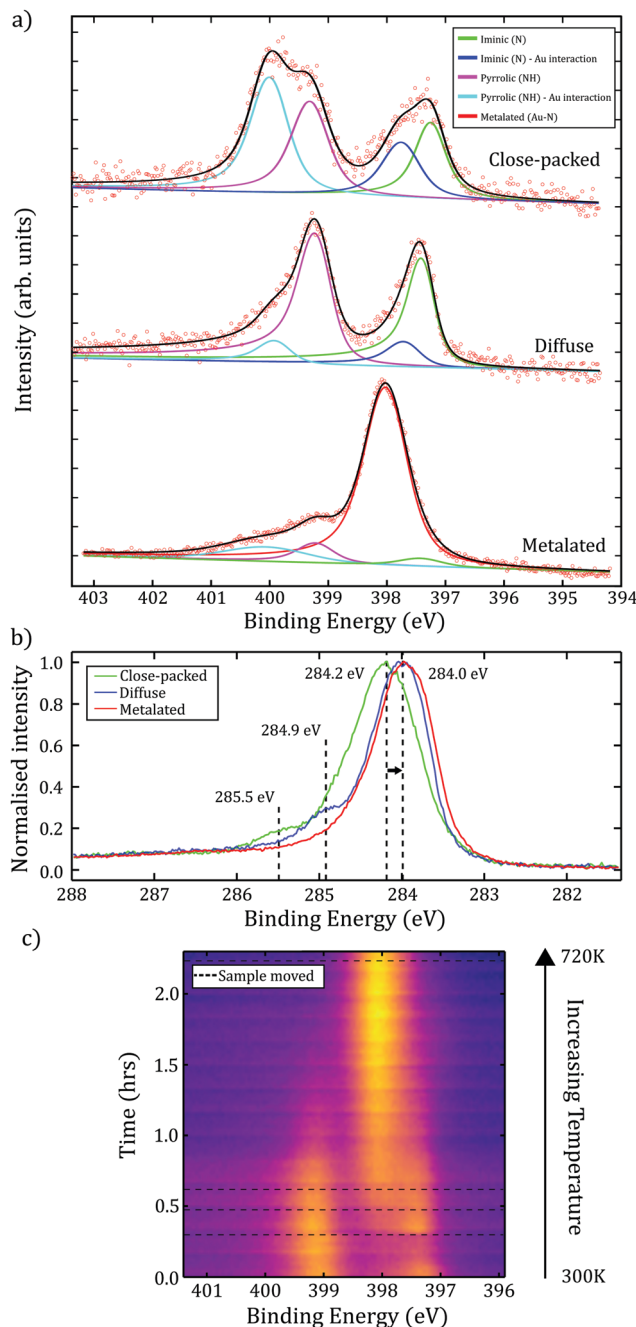 a)
Iminic (N)
Iminic (N) - Au interaction
Pyrrolic (NH)
Pyrrolic (NH) - Au interaction
Metalated (Au-N)
Close-packed
Diffuse
Metalated
Intensity (arb. units)
403 402 401 400 399 398 397 396 395 394
Binding Energy (eV)
b)
Close-packed
Diffuse
Metalated
284.2 eV
284.0 eV
284.9 eV
285.5 eV
Normalised intensity
1.0
0.8
0.6
0.4
0.2
0.0
288 287 286 285 284 283 282
Binding Energy (eV)
c)
Sample moved
Time (hrs)
2.0
1.5
1.0
0.5
0.0
401 400 399 398 397 396
Binding Energy (eV)
720K
Increasing Temperature
300K